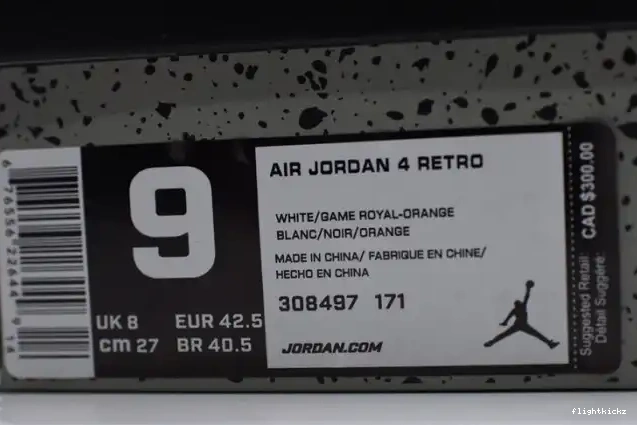 9
UK 8 EUR 42.5
cm 27 BR 40.5
AIR JORDAN 4 RETRO
WHITE/GAME ROYAL-ORANGE
BLANC/NOIR/ORANGE
MADE IN CHINA/ FABRIQUE EN CHINE/
HECHO EN CHINA
308497 171
JORDAN.COM
Suggested Retail: CAD $300.00
Détail Suggéré:
flightkickz